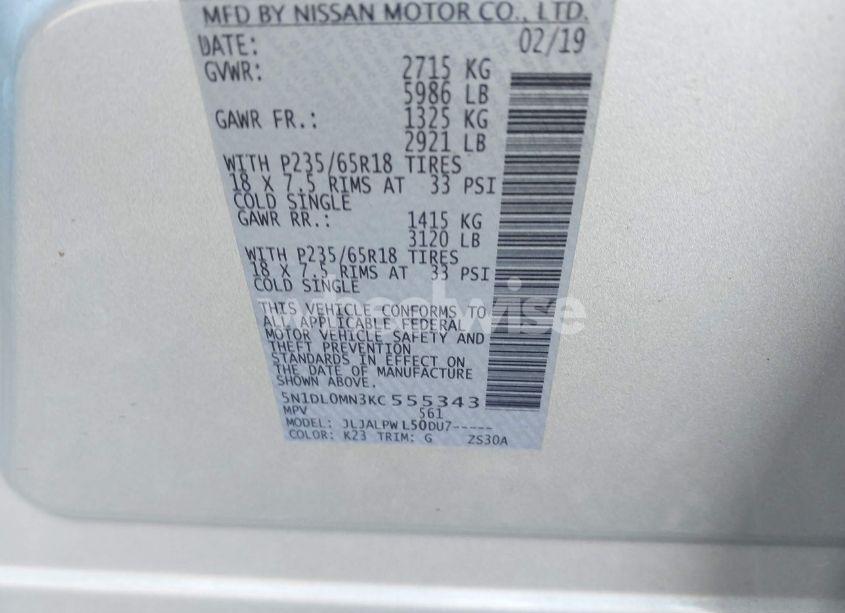 MFD BY NISSAN MOTOR CO., LTD.
DATE: 02/19
GVWR: 2715 KG
5986 LB
GAWR FR.: 1325 KG
2921 LB
WITH P235/65R18 TIRES
18 X 7.5 RIMS AT 33 PSI
COLD SINGLE
GAWR RR.: 1415 KG
3120 LB
WITH P235/65R18 TIRES
18 X 7.5 RIMS AT 33 PSI
COLD SINGLE
THIS VEHICLE CONFORMS TO
ALL APPLICABLE FEDERAL
MOTOR VEHICLE SAFETY AND
THEFT PREVENTION
STANDARDS IN EFFECT ON
THE DATE OF MANUFACTURE
SHOWN ABOVE.
5N1DL0MN3KC555343
MPV 561
MODEL: JLJALPWL50DU7-----
COLOR: K23 TRIM: G ZS30A